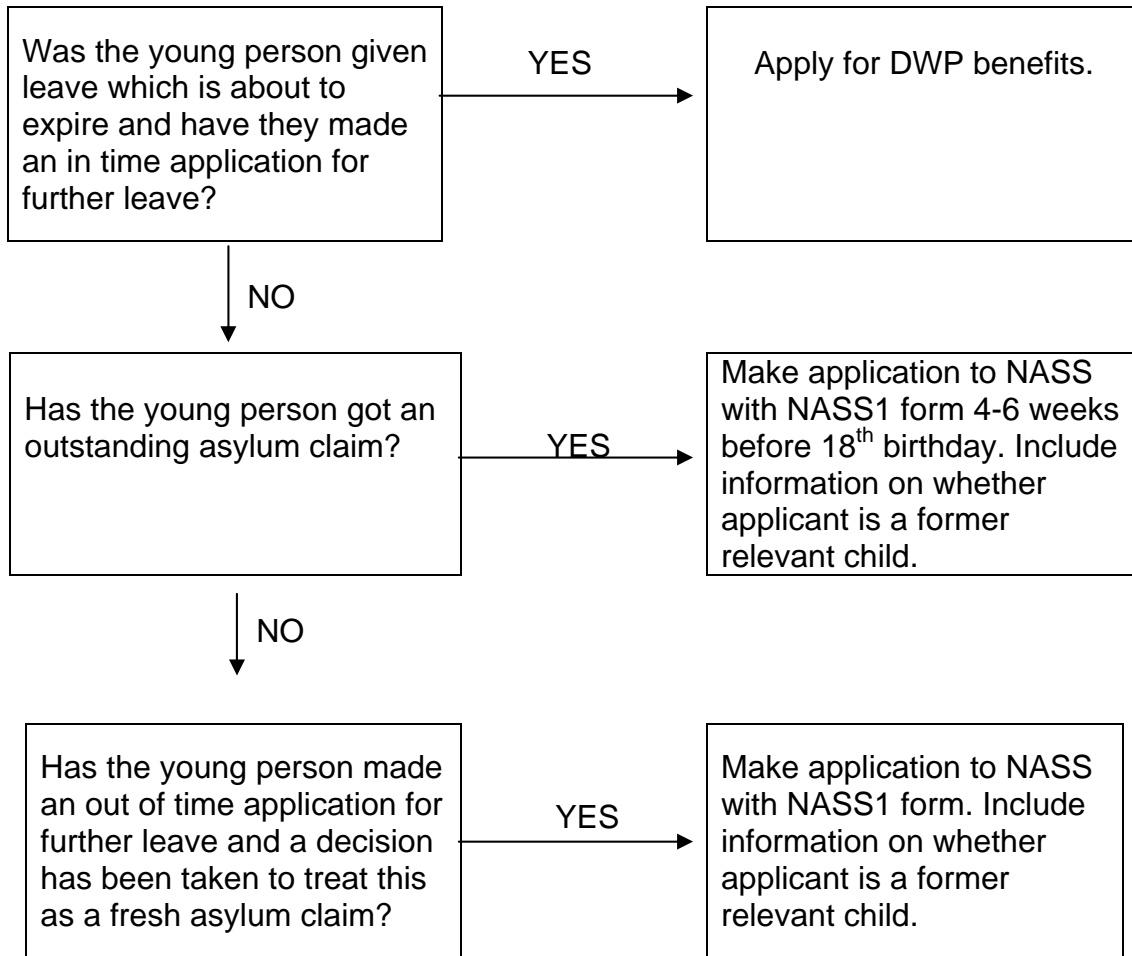 Was the young person given
leave which is about to
expire and have they made
an in time application for
further leave?
YES
Apply for DWP benefits.
NO
Has the young person got an
outstanding asylum claim?
YES
Make application to NASS
with NASS1 form 4-6 weeks
before 18th birthday. Include
information on whether
applicant is a former
relevant child.
NO
Has the young person made
an out of time application for
further leave and a decision
has been taken to treat this
as a fresh asylum claim?
YES
Make application to NASS
with NASS1 form. Include
information on whether
applicant is a former
relevant child.